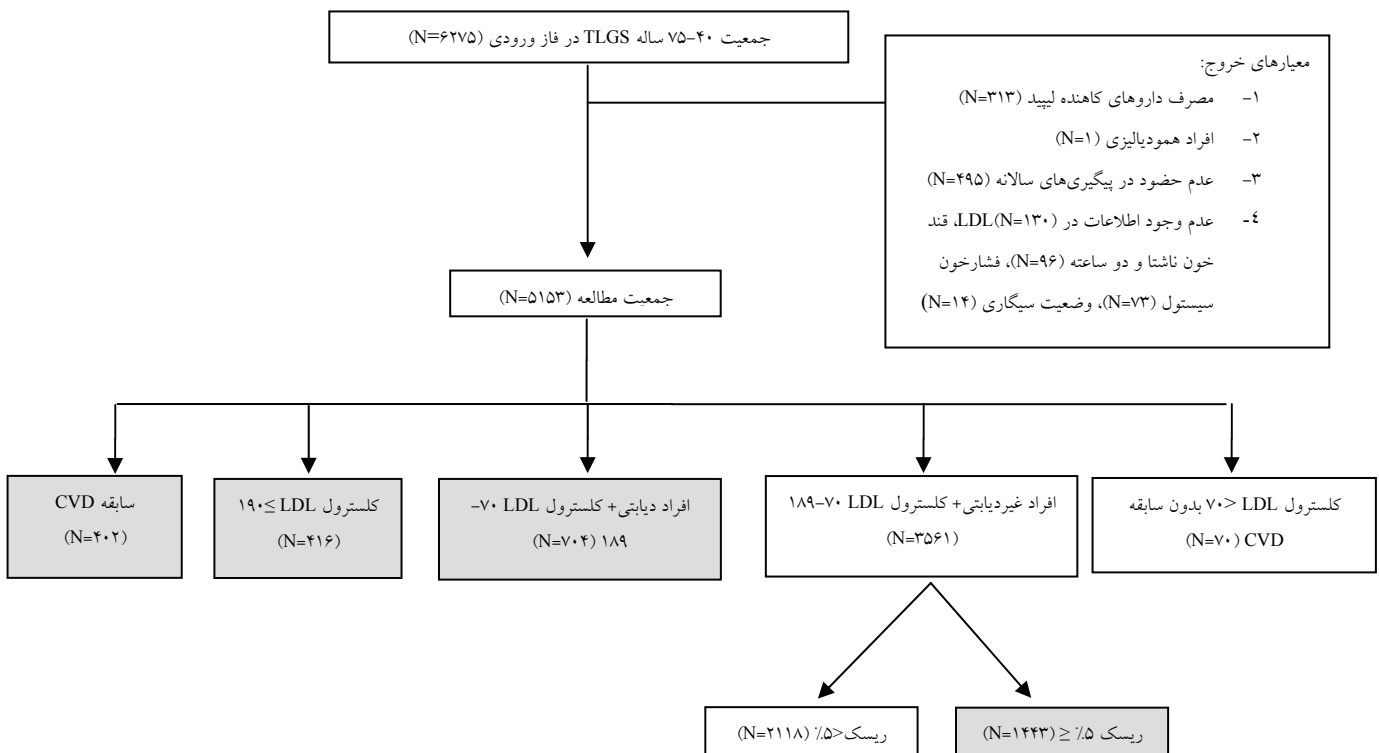 جمعیت ۴۰-۷۵ ساله TLGS در فاز ورودی (N=۶۲۷۵)
معیارهای خروج:
۱- مصرف داروهای کاهنده لیپید (N=۳۱۳)
۲- افراد همودیالیزی (N=۱)
۳- عدم حضود در پیگیری‌های سالانه (N=۴۹۵)
٤- عدم وجود اطلاعات در LDL(N=۱۳۰)، قند
خون ناشتا و دو ساعته (N=۹۶)، فشارخون
سیستول (N=۷۳)، وضعیت سیگاری (N=۱۴)
جمعیت مطالعه (N=۵۱۵۳)
کلسترول LDL <۷۰ بدون سابقه
CVD (N=۷۰)
افراد غیردیابتی+ کلسترول LDL ۷۰-۱۸۹
(N=۳۵۶۱)
افراد دیابتی+ کلسترول LDL ۷۰-
۱۸۹ (N=۷۰۴)
کلسترول LDL ≥۱۹۰
(N=۴۱۶)
سابقه CVD
(N=۴۰۲)
ریسک ۵٪ ≤ (N=۱۴۴۳)
ریسک<۵٪ (N=۲۱۱۸)